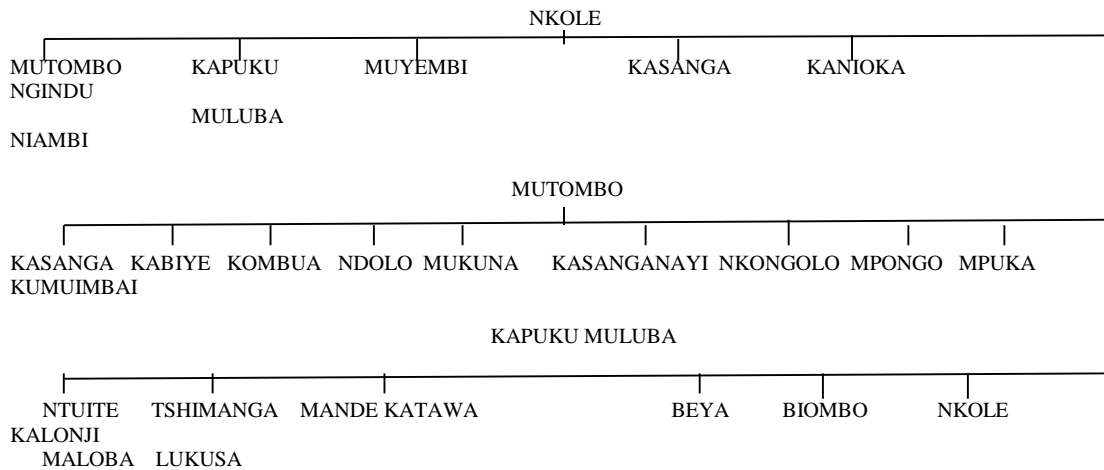 NKOLE
MUTOMBO KAPUKU MUYEMBI KASANGA KANIOKA
NGINDU
MULUBA
NIAMBI
MUTOMBO
KASANGA KABIYE KOMBUA NDOLO MUKUNA KASANGANAYI NKONGOLO MPONGO MPUKA
KUMUIMBAI
KAPUKU MULUBA
NTUITE TSHIMANGA MANDE KATAWA BEYA BIOMBO NKOLE
KALONJI
MALOBA LUKUSA